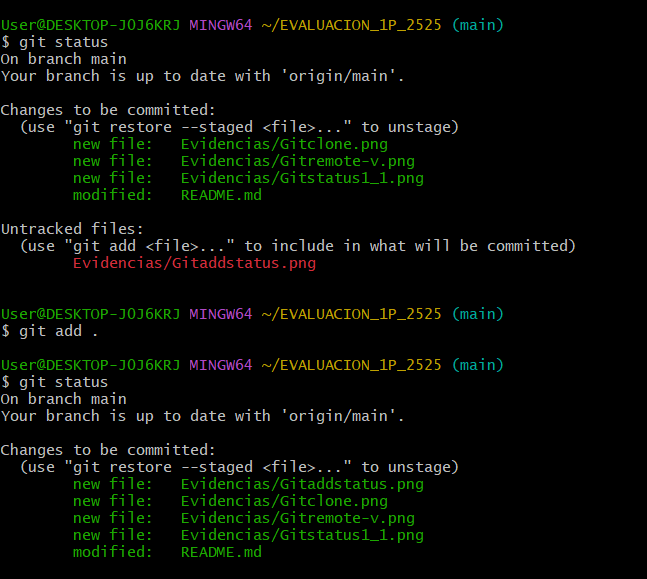 User@DESKTOP-J0J6KRJ MINGW64 ~/EVALUACION_1P_2525 (main)
$ git status
On branch main
Your branch is up to date with 'origin/main'.
Changes to be committed:
(use "git restore --staged <file>..." to unstage)
new file: Evidencias/Gitclone.png
new file: Evidencias/Gitremote-v.png
new file: Evidencias/Gitstatus1_1.png
modified: README.md
Untracked files:
(use "git add <file>..." to include in what will be committed)
Evidencias/Gitaddstatus.png
User@DESKTOP-J0J6KRJ MINGW64 ~/EVALUACION_1P_2525 (main)
$ git add .
User@DESKTOP-J0J6KRJ MINGW64 ~/EVALUACION_1P_2525 (main)
$ git status
On branch main
Your branch is up to date with 'origin/main'.
Changes to be committed:
(use "git restore --staged <file>..." to unstage)
new file: Evidencias/Gitaddstatus.png
new file: Evidencias/Gitclone.png
new file: Evidencias/Gitremote-v.png
new file: Evidencias/Gitstatus1_1.png
modified: README.md